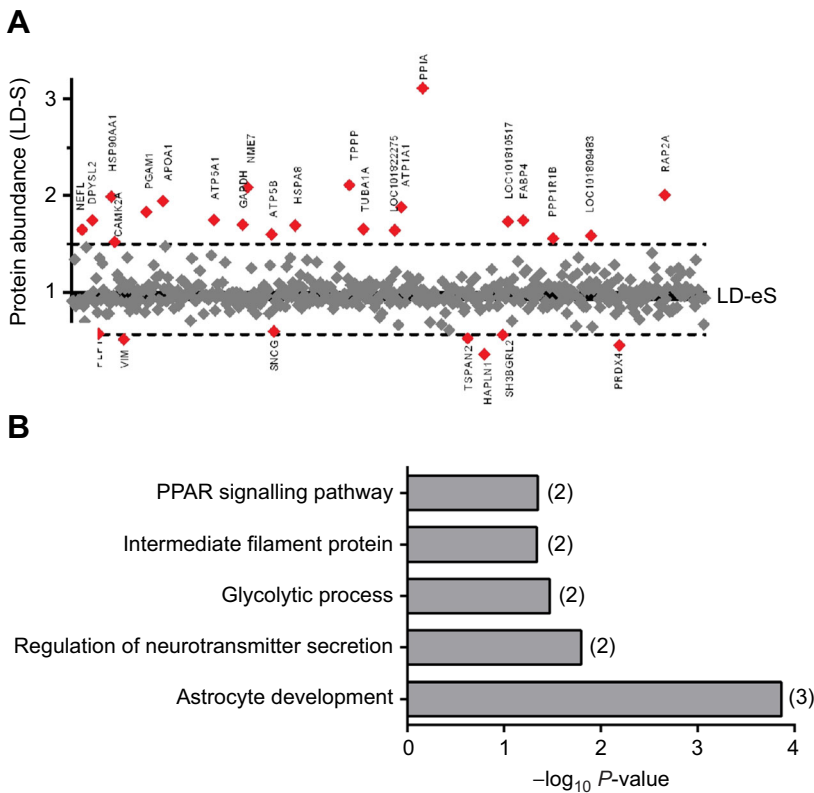 A
Protein abundance (LD-S)
3
2
1
NEFL
DPYSL2
HSP90AA1
CAMK2A
PGAM1
APOA1
ATP5A1
GAPDH
NME7
ATP5B
HSPA8
TPPP
TUBA1A
LOC101922275
ATP1A1
PPIA
LOC101810517
FABP4
PPP1R1B
LOC101809483
RAP2A
LD-eS
VIM
SNCG
TSPAN2
HAPLN1
SH3BGRL2
PRDX4
B
PPAR signalling pathway
(2)
Intermediate filament protein
(2)
Glycolytic process
(2)
Regulation of neurotransmitter secretion
(2)
Astrocyte development
(3)
0 1 2 3 4
–log10 P-value